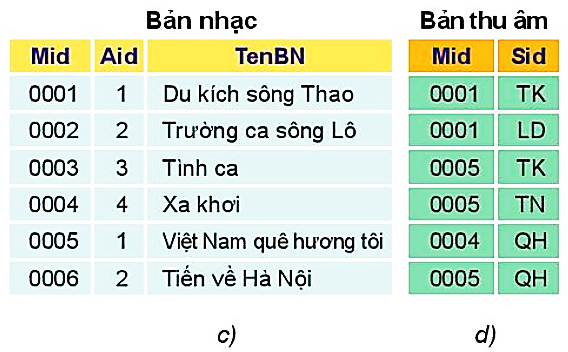 Bản nhạc Bản thu âm
Mid Aid TenBN Mid Sid
0001 1 Du kích sông Thao 0001 TK
0002 2 Trường ca sông Lô 0001 LD
0003 3 Tình ca 0005 TK
0004 4 Xa khơi 0005 TN
0005 1 Việt Nam quê hương tôi 0004 QH
0006 2 Tiến về Hà Nội 0005 QH
c) d)